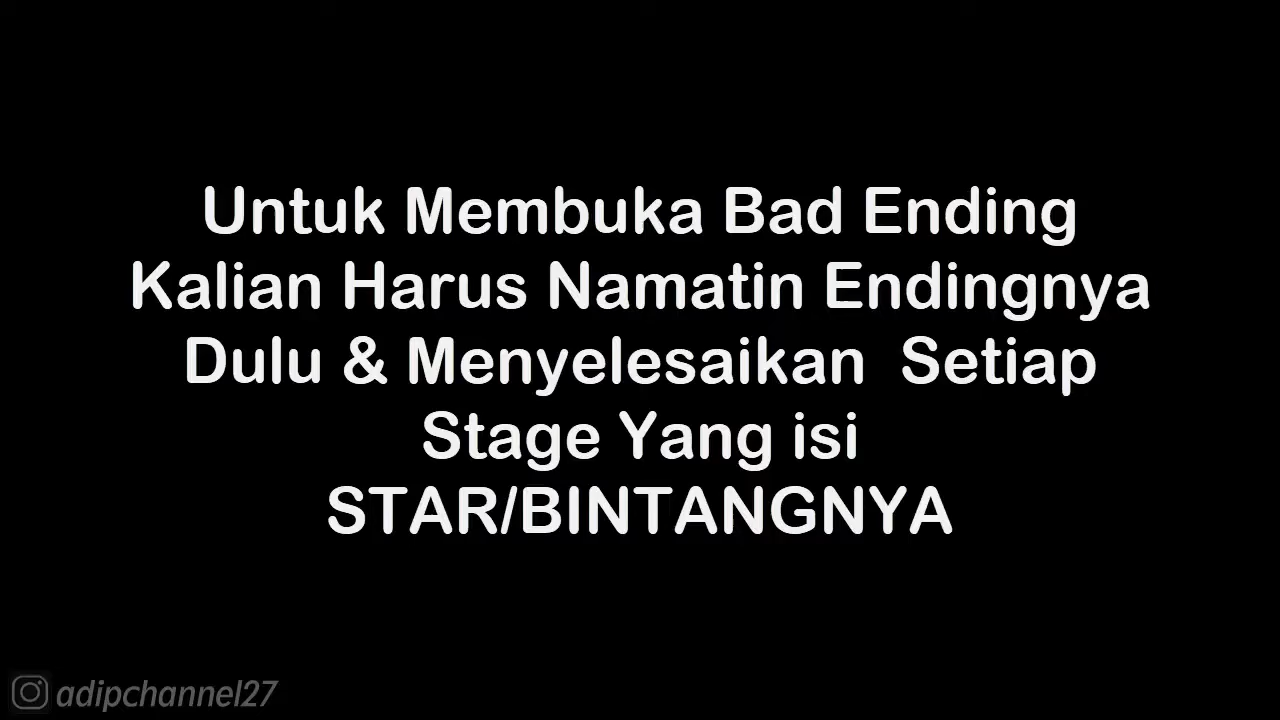 Untuk Membuka Bad Ending
Kalian Harus Namatin Endingnya
Dulu & Menyelesaikan  Setiap
Stage Yang isi
STAR/BINTANGNYA
adipchannel27